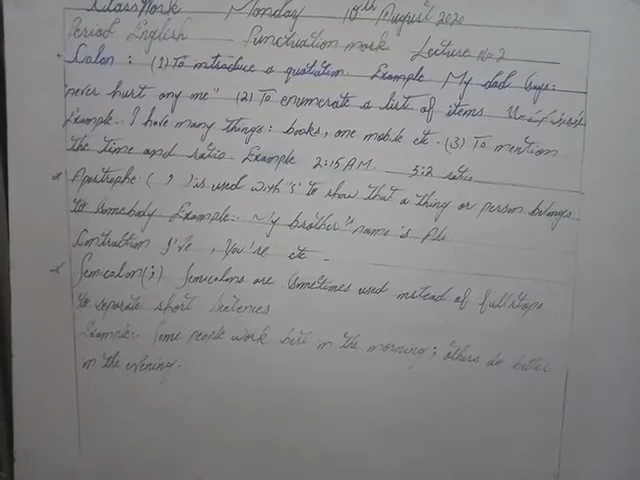 Classwork Monday 10th August 2020
Period English Punctuation mark Lecture No 2
* Colon : (1) To introduce a quotation. Example My dad says:
"never hurt any me" (2) To enumerate a list of items
Example. I have many things: books, one mobile etc. (3) To mention
the time and ratio. Example 2:15 A.M. 3:2 ratio
* Apostrophe ( , ) is used with 's' to show that a thing or person belongs
to somebody Example:- My brother's name is Ali
Contraction I've, You're etc -
* Semicolon (;) Semicolons are sometimes used instead of full stops
to separate short sentences
Example:- Some people work best in the morning; others do better
in the evening.